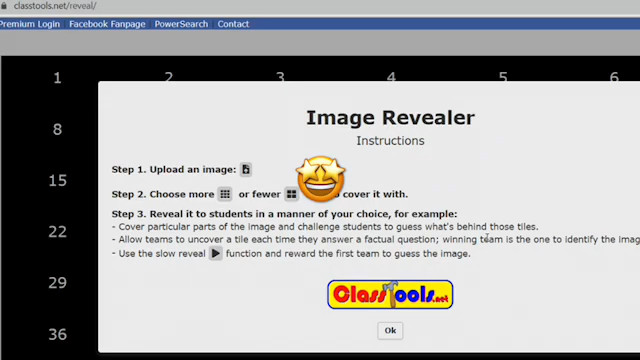 classtools.net/reveal/
Premium Login Facebook Fanpage PowerSearch Contact
1 2 3 4 5 6
Image Revealer
8
Instructions
Step 1. Upload an image:
15
Step 2. Choose more or fewer to cover it with.
Step 3. Reveal it to students in a manner of your choice, for example:
22
- Cover particular parts of the image and challenge students to guess what's behind those tiles.
- Allow teams to uncover a tile each time they answer a factual question; winning team is the one to identify the
- Use the slow reveal function and reward the first team to guess the image.
29
ClassTools.net
Ok
36